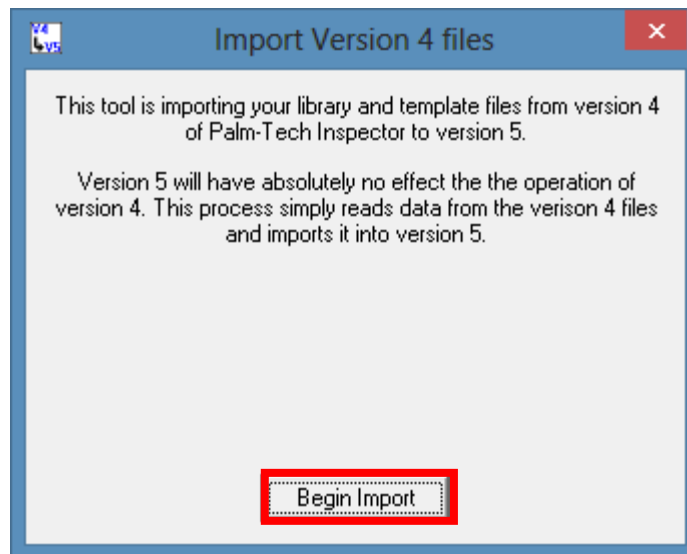 V4
V5
Import Version 4 files
This tool is importing your library and template files from version 4
of Palm-Tech Inspector to version 5.
Version 5 will have absolutely no effect the the operation of
version 4. This process simply reads data from the verison 4 files
and imports it into version 5.
Begin Import